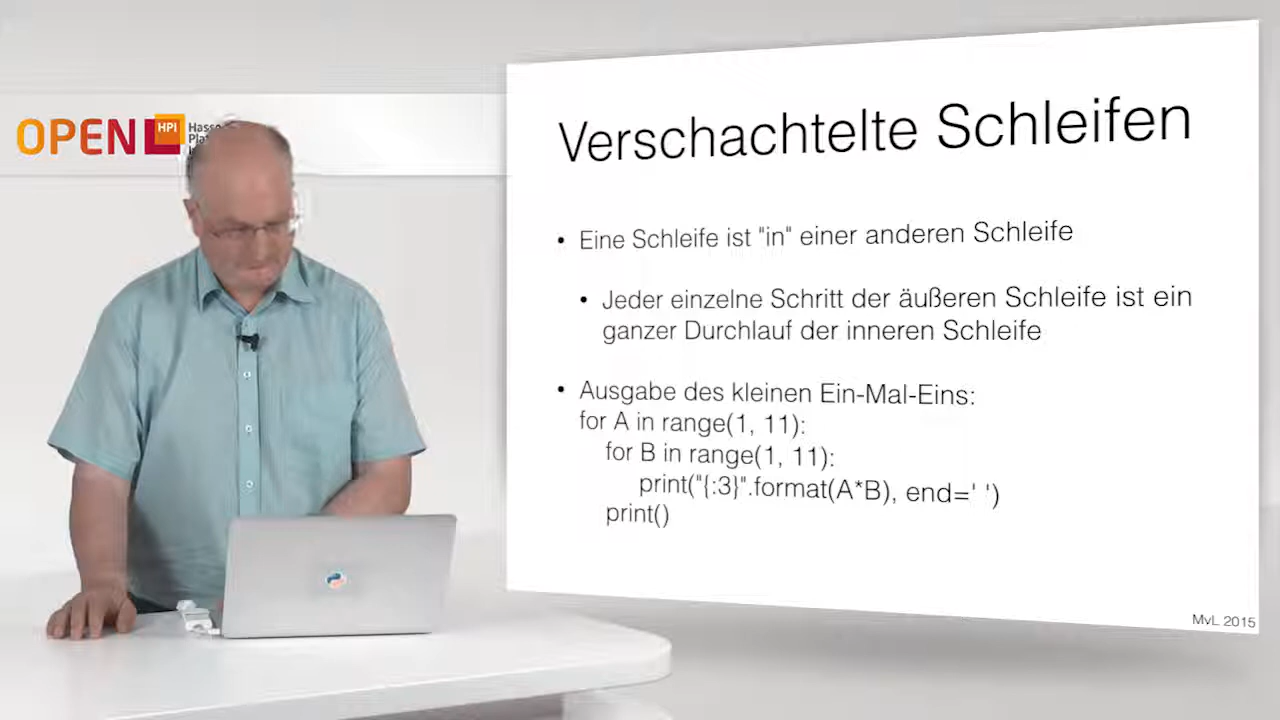 OPEN HPI
Verschachtelte Schleifen
• Eine Schleife ist "in" einer anderen Schleife
• Jeder einzelne Schritt der äußeren Schleife ist ein
ganzer Durchlauf der inneren Schleife
• Ausgabe des kleinen Ein-Mal-Eins:
for A in range(1, 11):
for B in range(1, 11):
print("{:3}".format(A*B), end=' ')
print()
MvL 2015